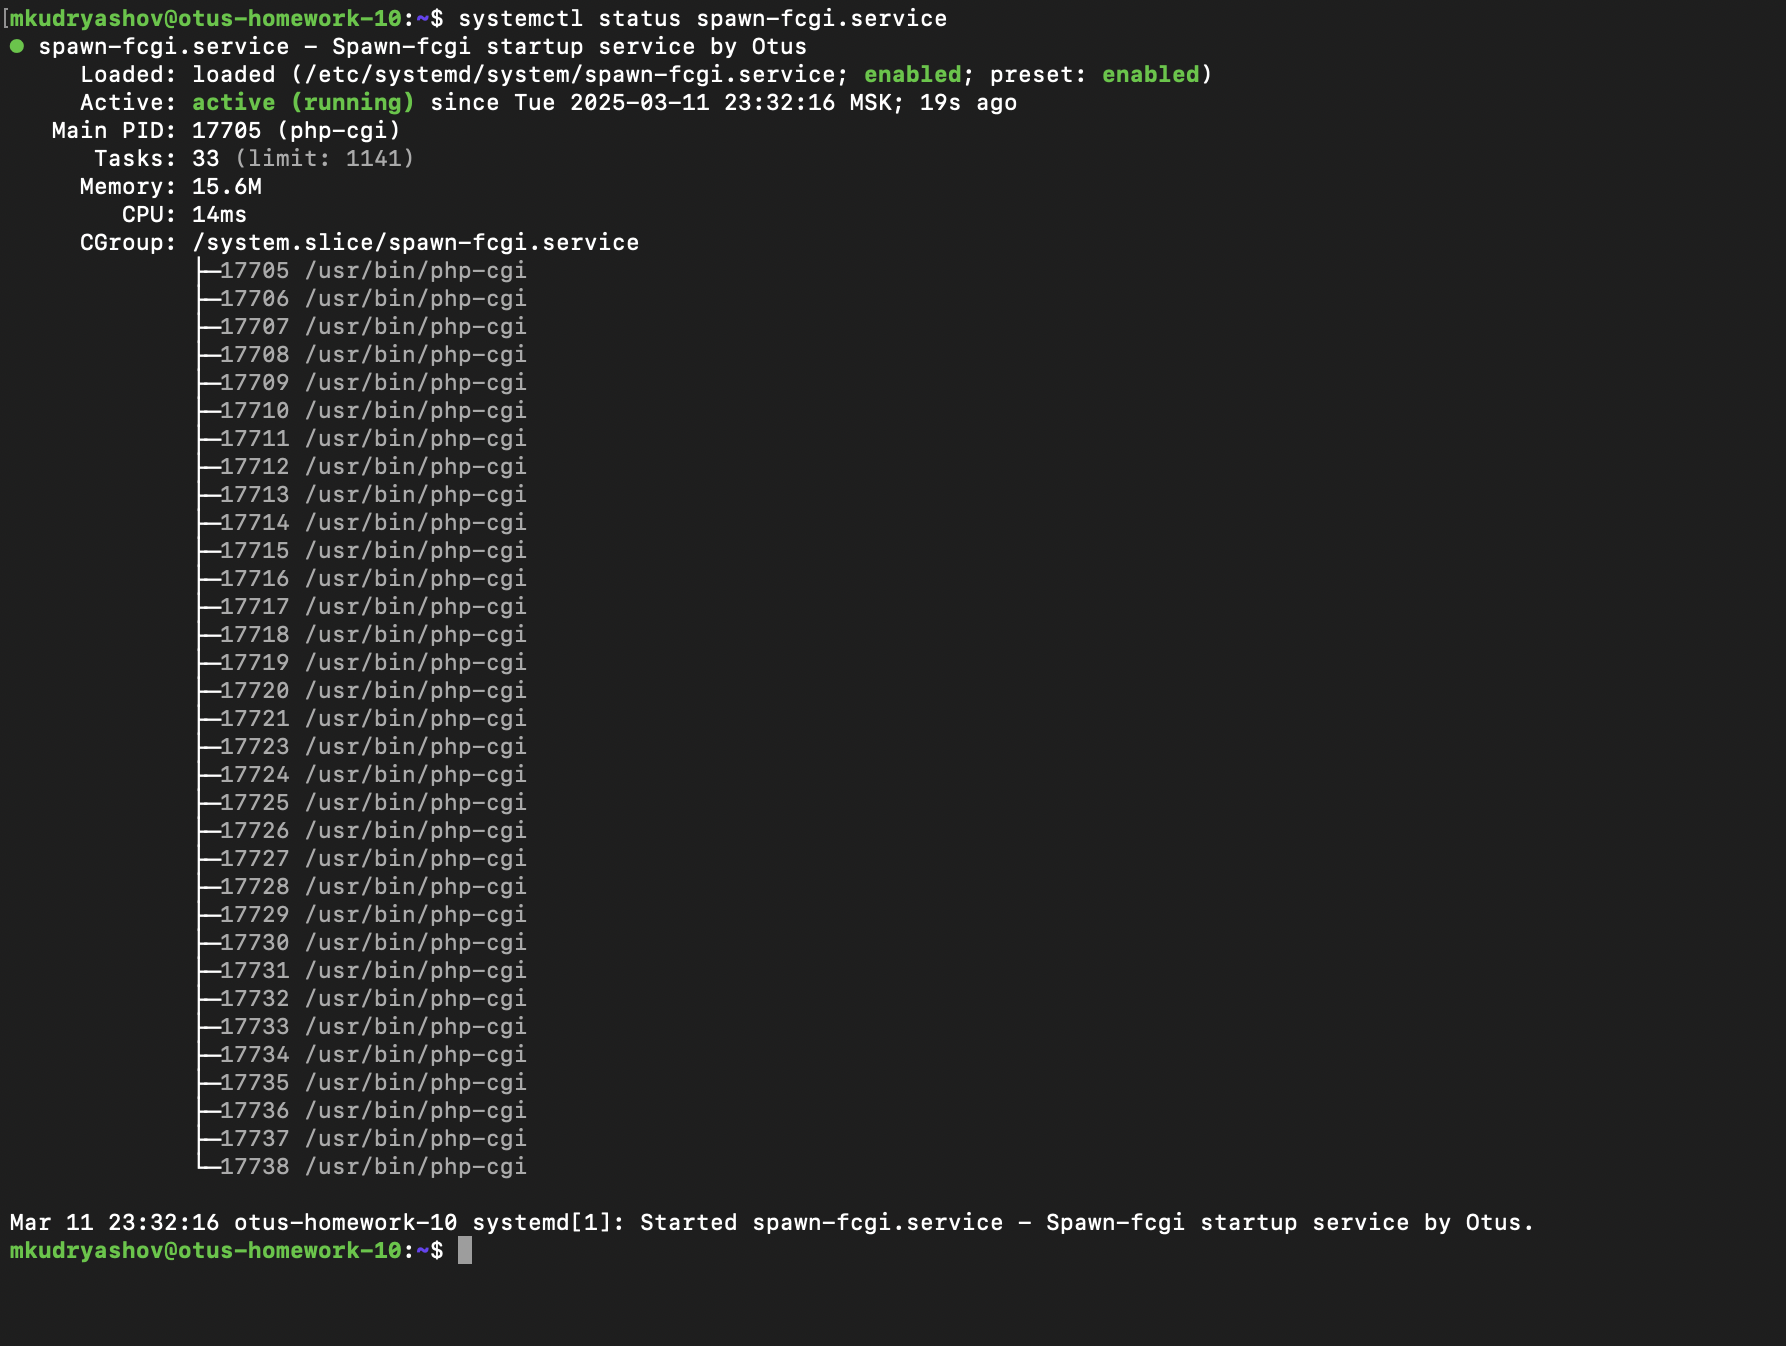 [mkudryashov@otus-homework-10:~$ systemctl status spawn-fcgi.service
● spawn-fcgi.service - Spawn-fcgi startup service by Otus
     Loaded: loaded (/etc/systemd/system/spawn-fcgi.service; enabled; preset: enabled)
     Active: active (running) since Tue 2025-03-11 23:32:16 MSK; 19s ago
   Main PID: 17705 (php-cgi)
      Tasks: 33 (limit: 1141)
     Memory: 15.6M
        CPU: 14ms
     CGroup: /system.slice/spawn-fcgi.service
             ├─17705 /usr/bin/php-cgi
             ├─17706 /usr/bin/php-cgi
             ├─17707 /usr/bin/php-cgi
             ├─17708 /usr/bin/php-cgi
             ├─17709 /usr/bin/php-cgi
             ├─17710 /usr/bin/php-cgi
             ├─17711 /usr/bin/php-cgi
             ├─17712 /usr/bin/php-cgi
             ├─17713 /usr/bin/php-cgi
             ├─17714 /usr/bin/php-cgi
             ├─17715 /usr/bin/php-cgi
             ├─17716 /usr/bin/php-cgi
             ├─17717 /usr/bin/php-cgi
             ├─17718 /usr/bin/php-cgi
             ├─17719 /usr/bin/php-cgi
             ├─17720 /usr/bin/php-cgi
             ├─17721 /usr/bin/php-cgi
             ├─17723 /usr/bin/php-cgi
             ├─17724 /usr/bin/php-cgi
             ├─17725 /usr/bin/php-cgi
             ├─17726 /usr/bin/php-cgi
             ├─17727 /usr/bin/php-cgi
             ├─17728 /usr/bin/php-cgi
             ├─17729 /usr/bin/php-cgi
             ├─17730 /usr/bin/php-cgi
             ├─17731 /usr/bin/php-cgi
             ├─17732 /usr/bin/php-cgi
             ├─17733 /usr/bin/php-cgi
             ├─17734 /usr/bin/php-cgi
             ├─17735 /usr/bin/php-cgi
             ├─17736 /usr/bin/php-cgi
             ├─17737 /usr/bin/php-cgi
             └─17738 /usr/bin/php-cgi

Mar 11 23:32:16 otus-homework-10 systemd[1]: Started spawn-fcgi.service - Spawn-fcgi startup service by Otus.
mkudryashov@otus-homework-10:~$